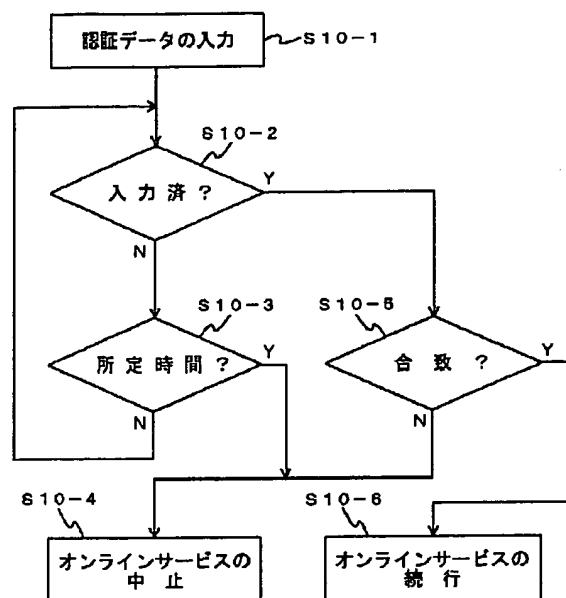 認証データの入力
S10-1
S10-2
入力済?
Y
N
S10-3
所定時間?
Y
N
S10-5
合致?
Y
N
S10-4
オンラインサービスの
中止
S10-6
オンラインサービスの
続行